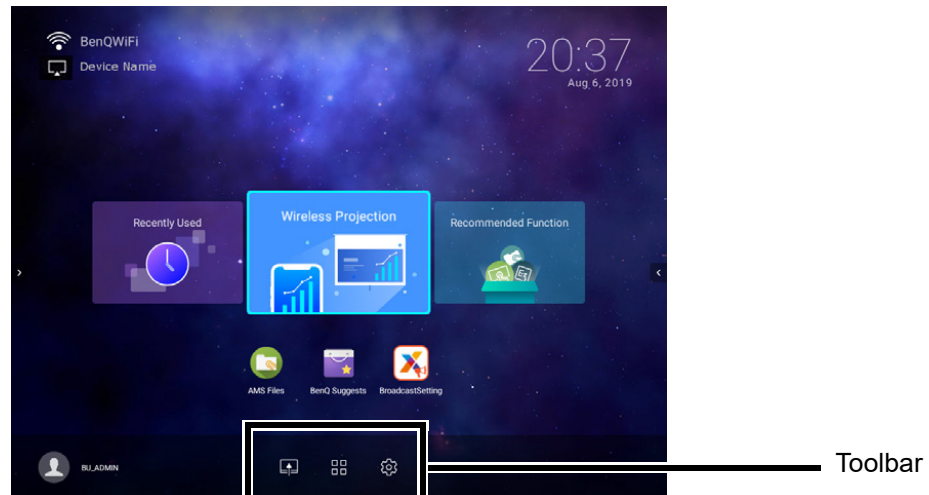 BenQWiFi
Device Name
20:37
Aug 6, 2019
Recently Used
Wireless Projection
Recommended Function
AMS Files
BenQ Suggests
BroadcastSetting
BU_ADMIN
Toolbar